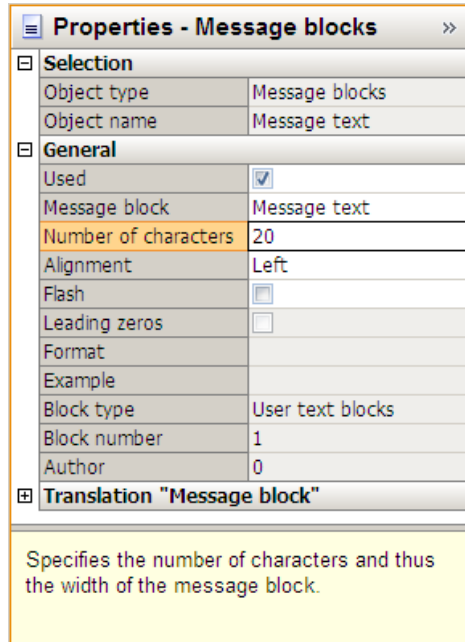 Properties - Message blocks »
Selection
Object type Message blocks
Object name Message text
General
Used
Message block Message text
Number of characters 20
Alignment Left
Flash
Leading zeros
Format
Example
Block type User text blocks
Block number 1
Author 0
Translation "Message block"
Specifies the number of characters and thus
the width of the message block.